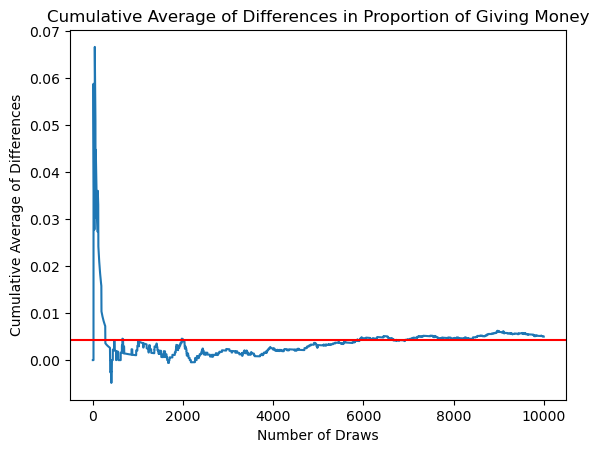 Cumulative Average of Differences in Proportion of Giving Money
0.07
0.06
0.05
0.04
0.03
0.02
0.01
0.00
Cumulative Average of Differences
0 2000 4000 6000 8000 10000
Number of Draws